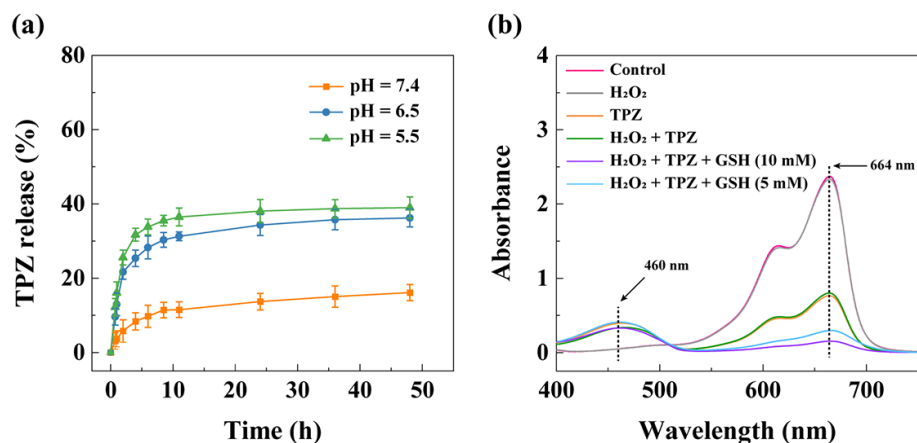 (a)
TPZ release (%)
80
60
40
20
0
0 10 20 30 40 50
Time (h)
pH = 7.4
pH = 6.5
pH = 5.5
(b)
Absorbance
4
3
2
1
0
400 500 600 700
Wavelength (nm)
Control
H₂O₂
TPZ
H₂O₂ + TPZ
H₂O₂ + TPZ + GSH (10 mM)
H₂O₂ + TPZ + GSH (5 mM)
664 nm
460 nm